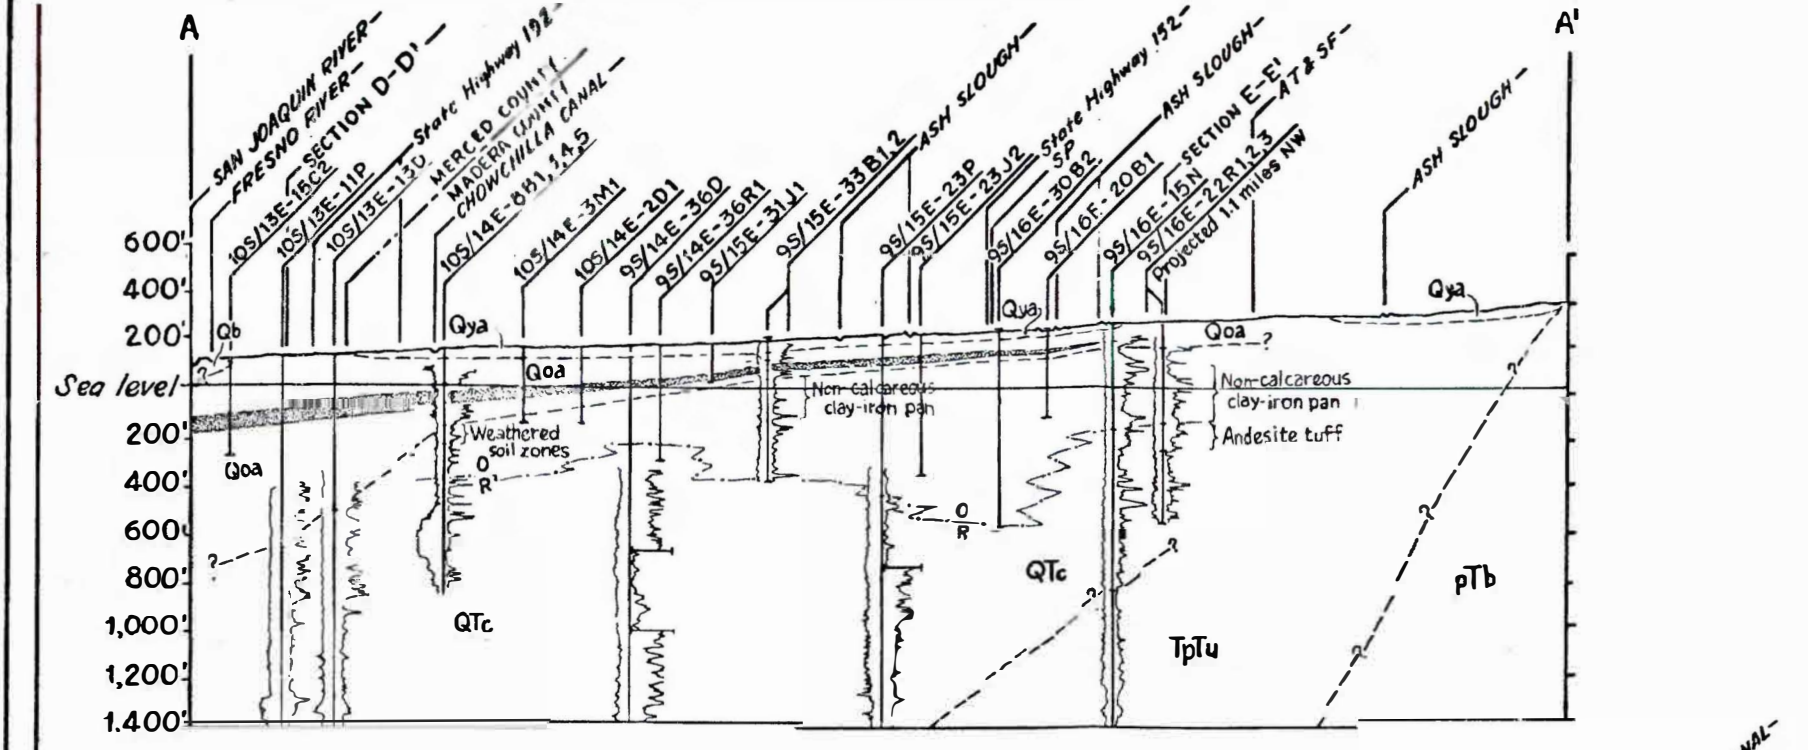 A
A'
SAN JOAQUIN RIVER
FRESNO RIVER
SECTION D-D'
10S/13E-15C2
10S/13E-11P
State Highway 152
10S/13E-13D
MERCED COUNTY
MADERA COUNTY
CHOWCHILLA CANAL
10S/14E-8B1,3,4,5
10S/14E-3M1
10S/14E-2D1
9S/14E-36D
9S/14E-36R1
9S/15E-31J1
9S/15E-33B1,2
ASH SLOUGH
9S/15E-23P
9S/15E-23J2
State Highway 152
SP
9S/16E-30B2
ASH SLOUGH
9S/16E-20B1
SECTION E-E'
9S/16E-15N
AT & SF
9S/16E-22R1,2,3
Projected 1.1 miles NW
ASH SLOUGH
600'
400'
200'
Sea level
200'
400'
600'
800'
1,000'
1,200'
1.400'
Qb
?
Qya
Qya
Qya
Qoa
Qoa
?
Qoa
Non-calcareous
clay-iron pan
Non-calcareous
clay-iron pan
Andesite tuff
Weathered
soil zones
O
R
O
R
?
?
?
?
?
?
QTc
QTc
TpTu
pTb
NAL